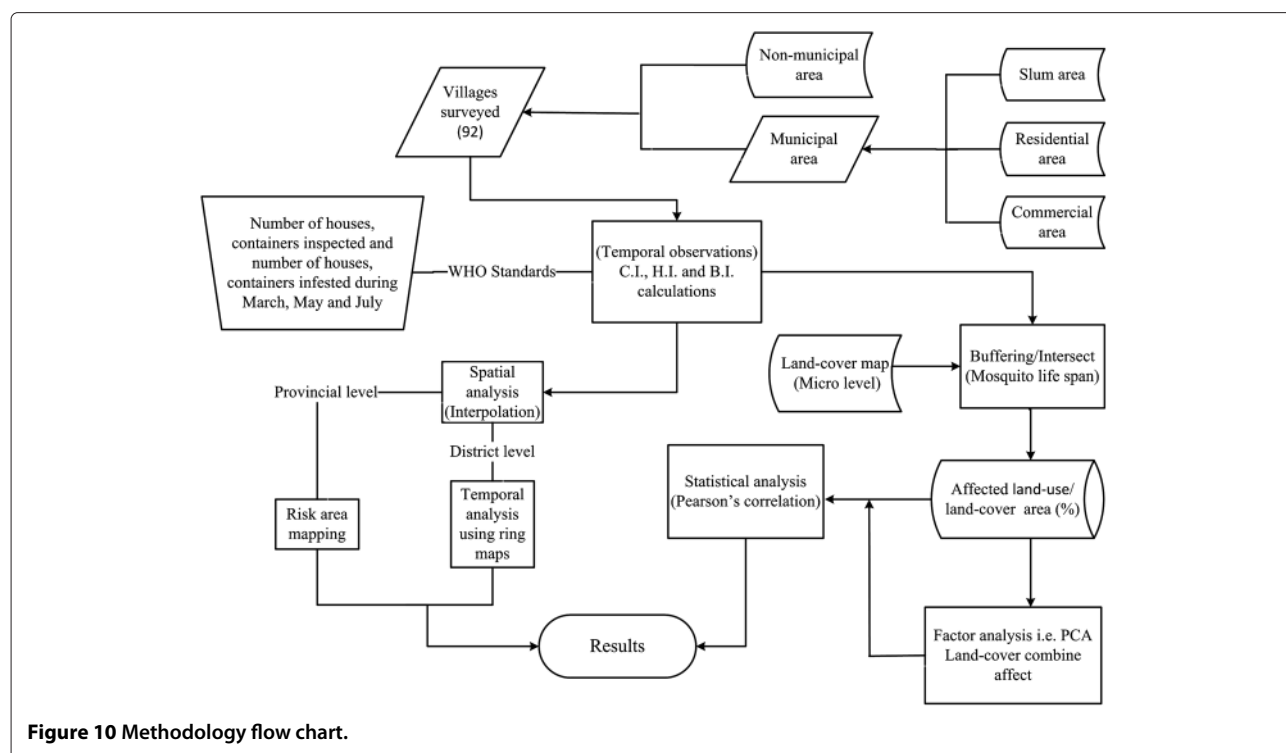 Non-municipal
area
Slum area
Villages
surveyed
(92)
Municipal
area
Residential
area
Commercial
area
Number of houses,
containers inspected and
number of houses,
containers infested during
March, May and July
WHO Standards
(Temporal observations)
C.I., H.I. and B.I.
calculations
Land-cover map
(Micro level)
Buffering/Intersect
(Mosquito life span)
Provincial level
Spatial
analysis
(Interpolation)
District level
Statistical analysis
(Pearson's correlation)
Affected land-use/
land-cover area (%)
Risk area
mapping
Temporal
analysis
using ring
maps
Results
Factor analysis i.e. PCA
Land-cover combine
affect
Figure 10 Methodology flow chart.